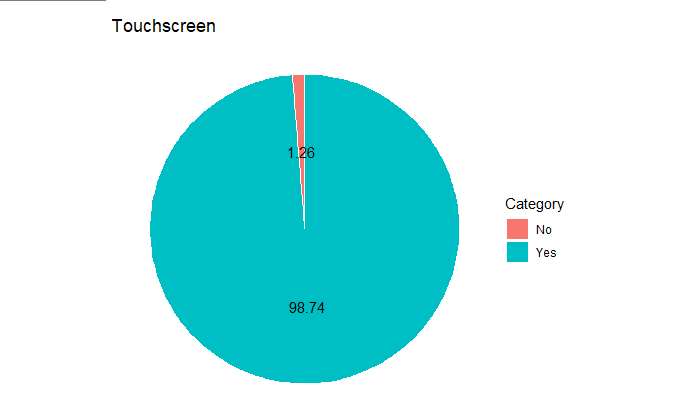 Touchscreen
1.26
98.74
Category
No
Yes